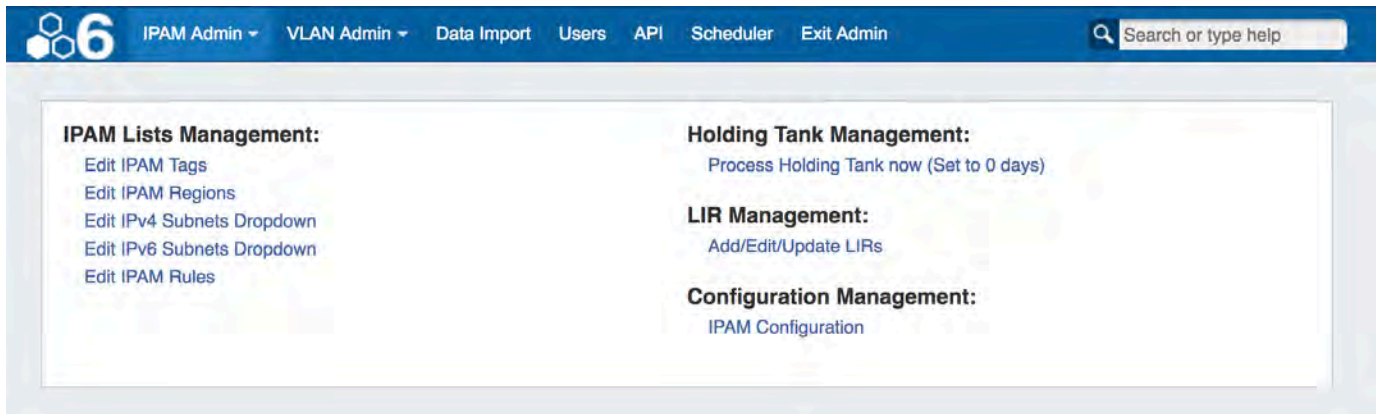 6 IPAM Admin VLAN Admin Data Import Users API Scheduler Exit Admin Search or type help
IPAM Lists Management:
Edit IPAM Tags
Edit IPAM Regions
Edit IPv4 Subnets Dropdown
Edit IPv6 Subnets Dropdown
Edit IPAM Rules
Holding Tank Management:
Process Holding Tank now (Set to 0 days)
LIR Management:
Add/Edit/Update LIRs
Configuration Management:
IPAM Configuration